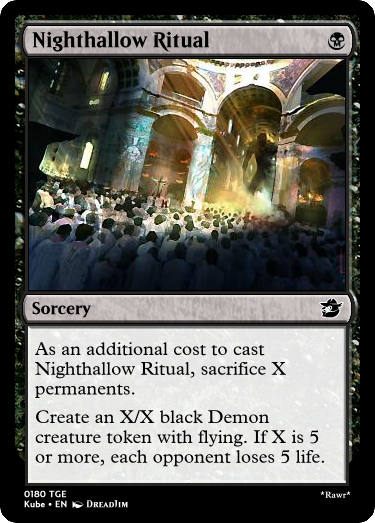 Nighthallow Ritual
Sorcery
As an additional cost to cast
Nighthallow Ritual, sacrifice X
permanents.
Create an X/X black Demon
creature token with flying. If X is 5
or more, each opponent loses 5 life.
0180 TGE
Kube • EN DreadJim
*Rawr*